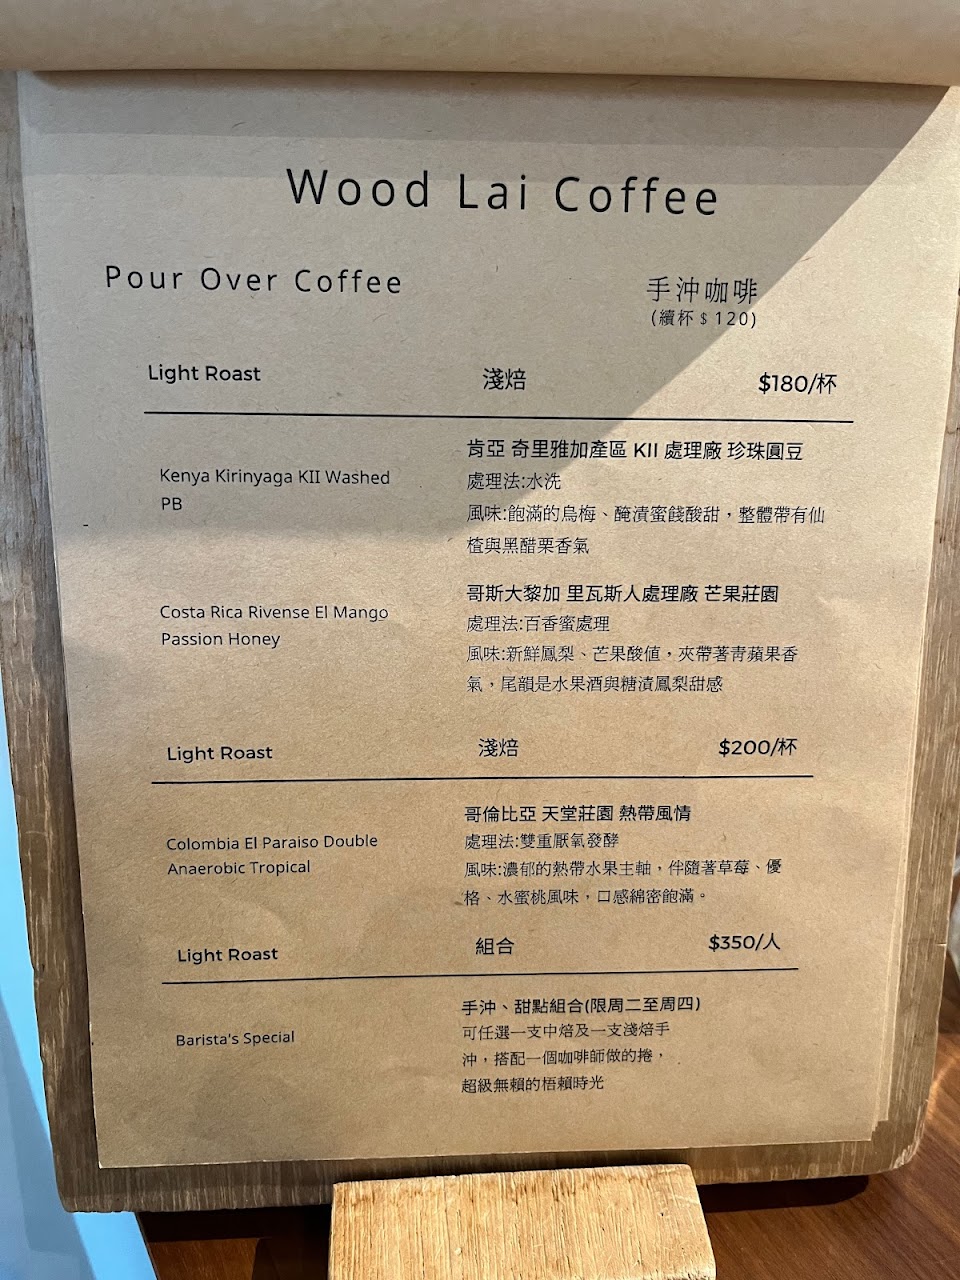 Wood Lai Coffee
Pour Over Coffee
手沖咖啡
(續杯 $ 120)
Light Roast 淺焙 $180/杯
Kenya Kirinyaga KII Washed
PB
肯亞 奇里雅加產區 KII 處理廠 珍珠圓豆
處理法:水洗
風味:飽滿的烏梅、醃漬蜜餞酸甜，整體帶有仙
楂與黑醋栗香氣
Costa Rica Rivense El Mango
Passion Honey
哥斯大黎加 里瓦斯人處理廠 芒果莊園
處理法:百香蜜處理
風味:新鮮鳳梨、芒果酸值，夾帶著青蘋果香
氣，尾韻是水果酒與糖漬鳳梨甜感
Light Roast 淺焙 $200/杯
Colombia El Paraiso Double
Anaerobic Tropical
哥倫比亞 天堂莊園 熱帶風情
處理法:雙重厭氧發酵
風味:濃郁的熱帶水果主軸，伴隨著草莓、優
格、水蜜桃風味，口感綿密飽滿。
Light Roast 組合 $350/人
Barista's Special
手沖、甜點組合(限周二至周四)
可任選一支中焙及一支淺焙手
沖，搭配一個咖啡師做的捲，
超級無賴的梧賴時光